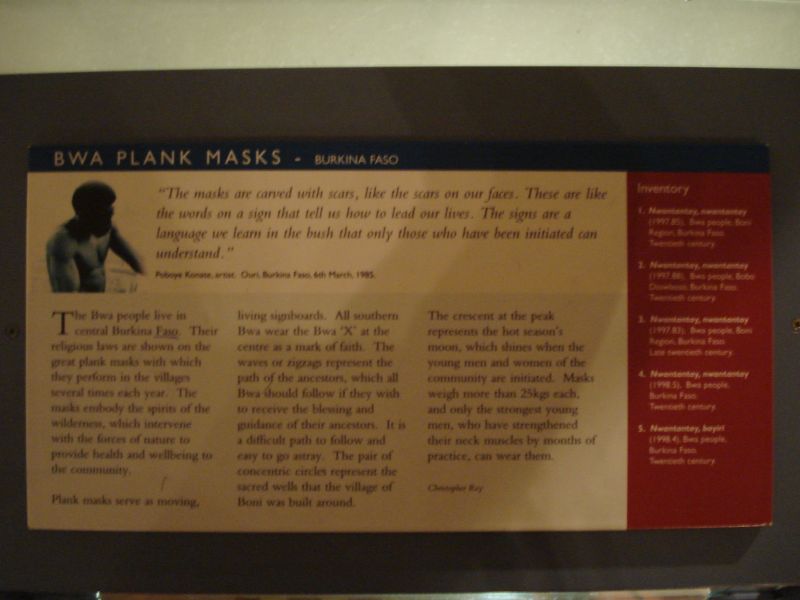 BWA PLANK MASKS - BURKINA FASO
"The masks are carved with scars, like the scars on our faces. These are like
the words on a sign that tell us how to lead our lives. The signs are a
language we learn in the bush that only those who have been initiated can
understand."
Poboye Konate, artist. Ouri, Burkina Faso, 6th March, 1985.
The Bwa people live in
central Burkina Faso. Their
religious laws are shown on the
great plank masks with which
they perform in the villages
several times each year. The
masks embody the spirits of the
wilderness, which intervene
with the forces of nature to
provide health and wellbeing to
the community.
Plank masks serve as moving,
living signboards. All southern
Bwa wear the Bwa 'X' at the
centre as a mark of faith. The
waves or zigzags represent the
path of the ancestors, which all
Bwa should follow if they wish
to receive the blessing and
guidance of their ancestors. It is
a difficult path to follow and
easy to go astray. The pair of
concentric circles represent the
sacred wells that the village of
Boni was built around.
The crescent at the peak
represents the hot season's
moon, which shines when the
young men and women of the
community are initiated. Masks
weigh more than 25kgs each,
and only the strongest young
men, who have strengthened
their neck muscles by months of
practice, can wear them.
Christopher Roy
Inventory
1. Nwantantay, nwantantay
(1997.85). Bwa people, Boni
Region, Burkina Faso.
Twentieth century.
2. Nwantantay, nwantantay
(1997.88). Bwa people, Bobo
Dioulasso, Burkina Faso.
Twentieth century.
3. Nwantantay, nwantantay
(1997.83). Bwa people, Boni
Region, Burkina Faso.
Late twentieth century.
4. Nwantantay, nwantantay
(1998.5). Bwa people,
Burkina Faso.
Twentieth century.
5. Nwantantay, bayiri
(1998.4). Bwa people,
Burkina Faso.
Twentieth century.